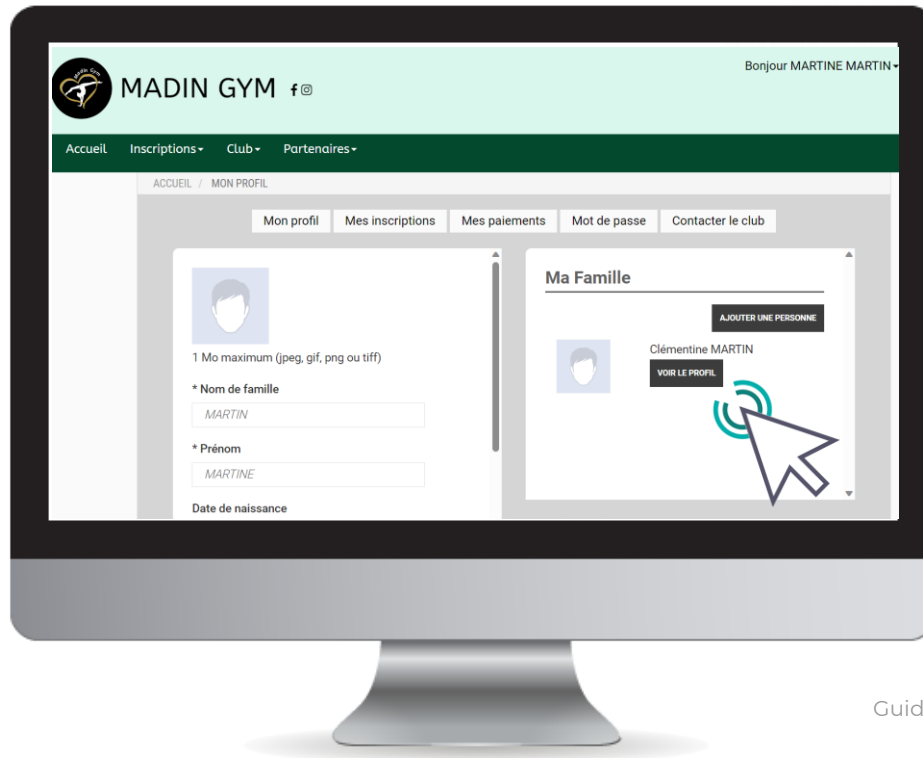 Madin Gym
MADIN GYM
Bonjour MARTINE MARTIN
Accueil Inscriptions Club Partenaires
ACCUEIL / MON PROFIL
Mon profil Mes inscriptions Mes paiements Mot de passe Contacter le club
1 Mo maximum (jpeg, gif, png ou tiff)
* Nom de famille
MARTIN
* Prénom
MARTINE
Date de naissance
Ma Famille
AJOUTER UNE PERSONNE
Clémentine MARTIN
VOIR LE PROFIL
Guid